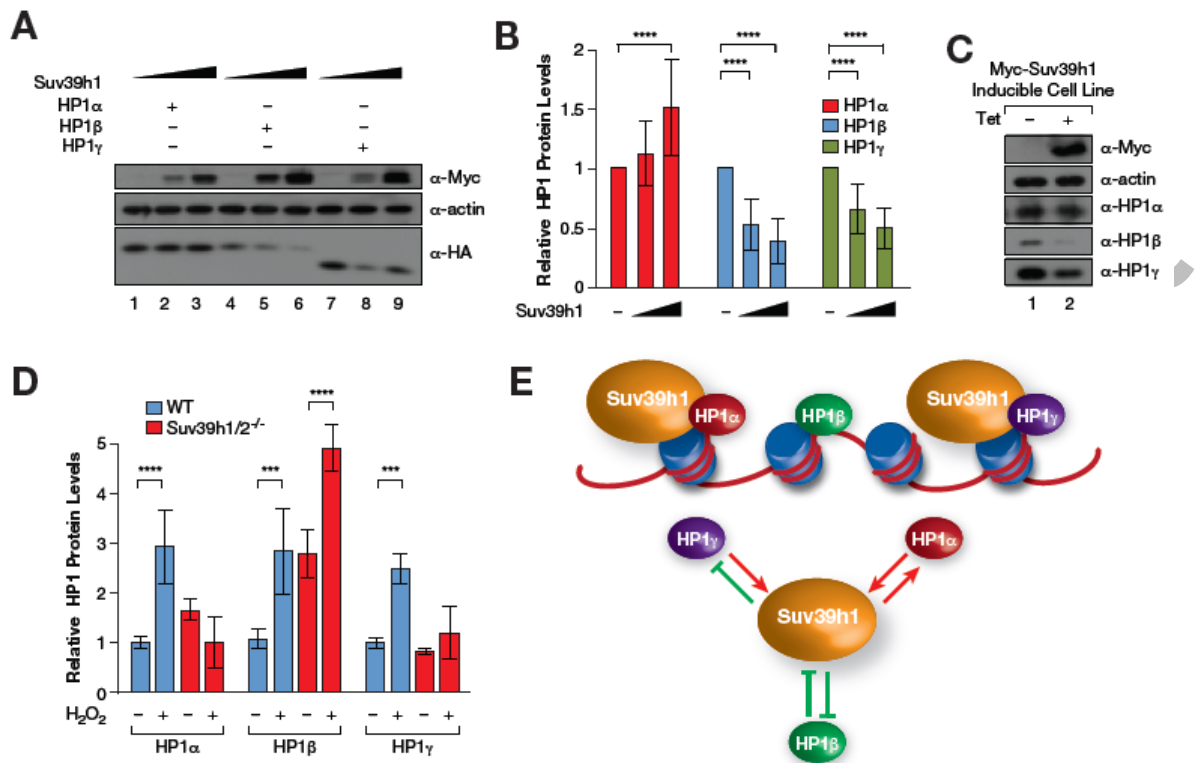 A
Suv39h1
HP1α + –
HP1β – + –
HP1γ – – +
α-Myc
α-actin
α-HA
1 2 3 4 5 6 7 8 9
B
Relative HP1 Protein Levels
2
1.5
1
0.5
0
**** **** ****
**** ****
HP1α
HP1β
HP1γ
Suv39h1 – – –
C
Myc-Suv39h1
Inducible Cell Line
Tet – +
α-Myc
α-actin
α-HP1α
α-HP1β
α-HP1γ
1 2
D
WT
Suv39h1/2⁻/⁻
Relative HP1 Protein Levels
5
4
3
2
1
0
**** *** **** ***
H₂O₂ – + – + – + – + – + – +
HP1α HP1β HP1γ
E
Suv39h1 HP1α HP1β Suv39h1 HP1γ
HP1γ HP1α
Suv39h1
HP1β